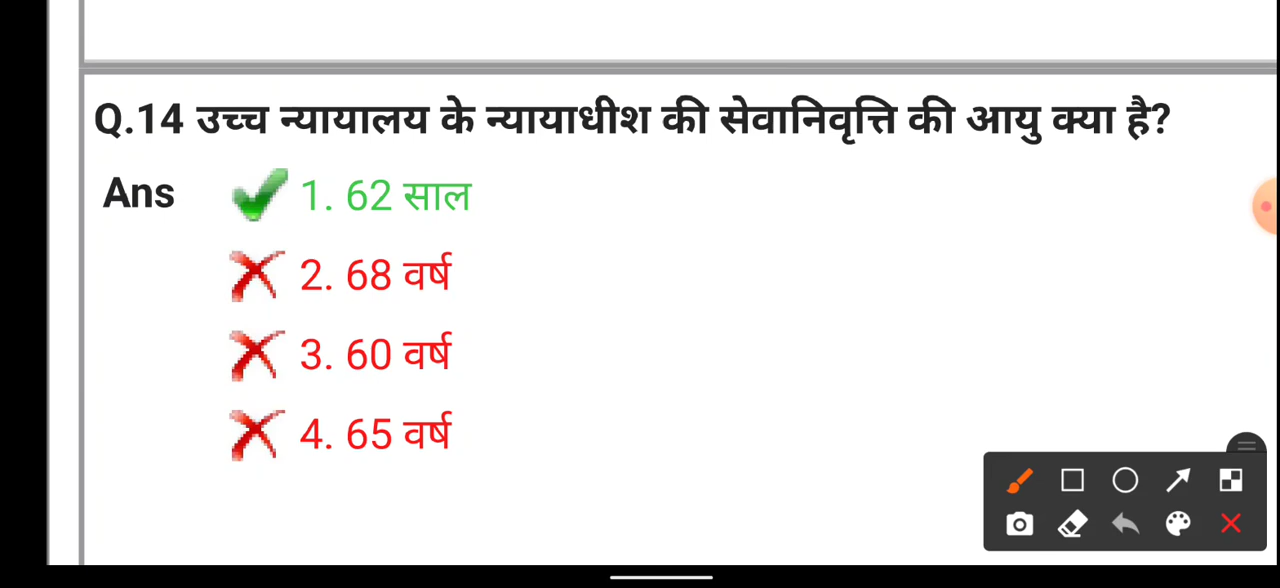 Q.14 उच्च न्यायालय के न्यायाधीश की सेवानिवृत्ति की आयु क्या है?
Ans 1. 62 साल
2. 68 वर्ष
3. 60 वर्ष
4. 65 वर्ष